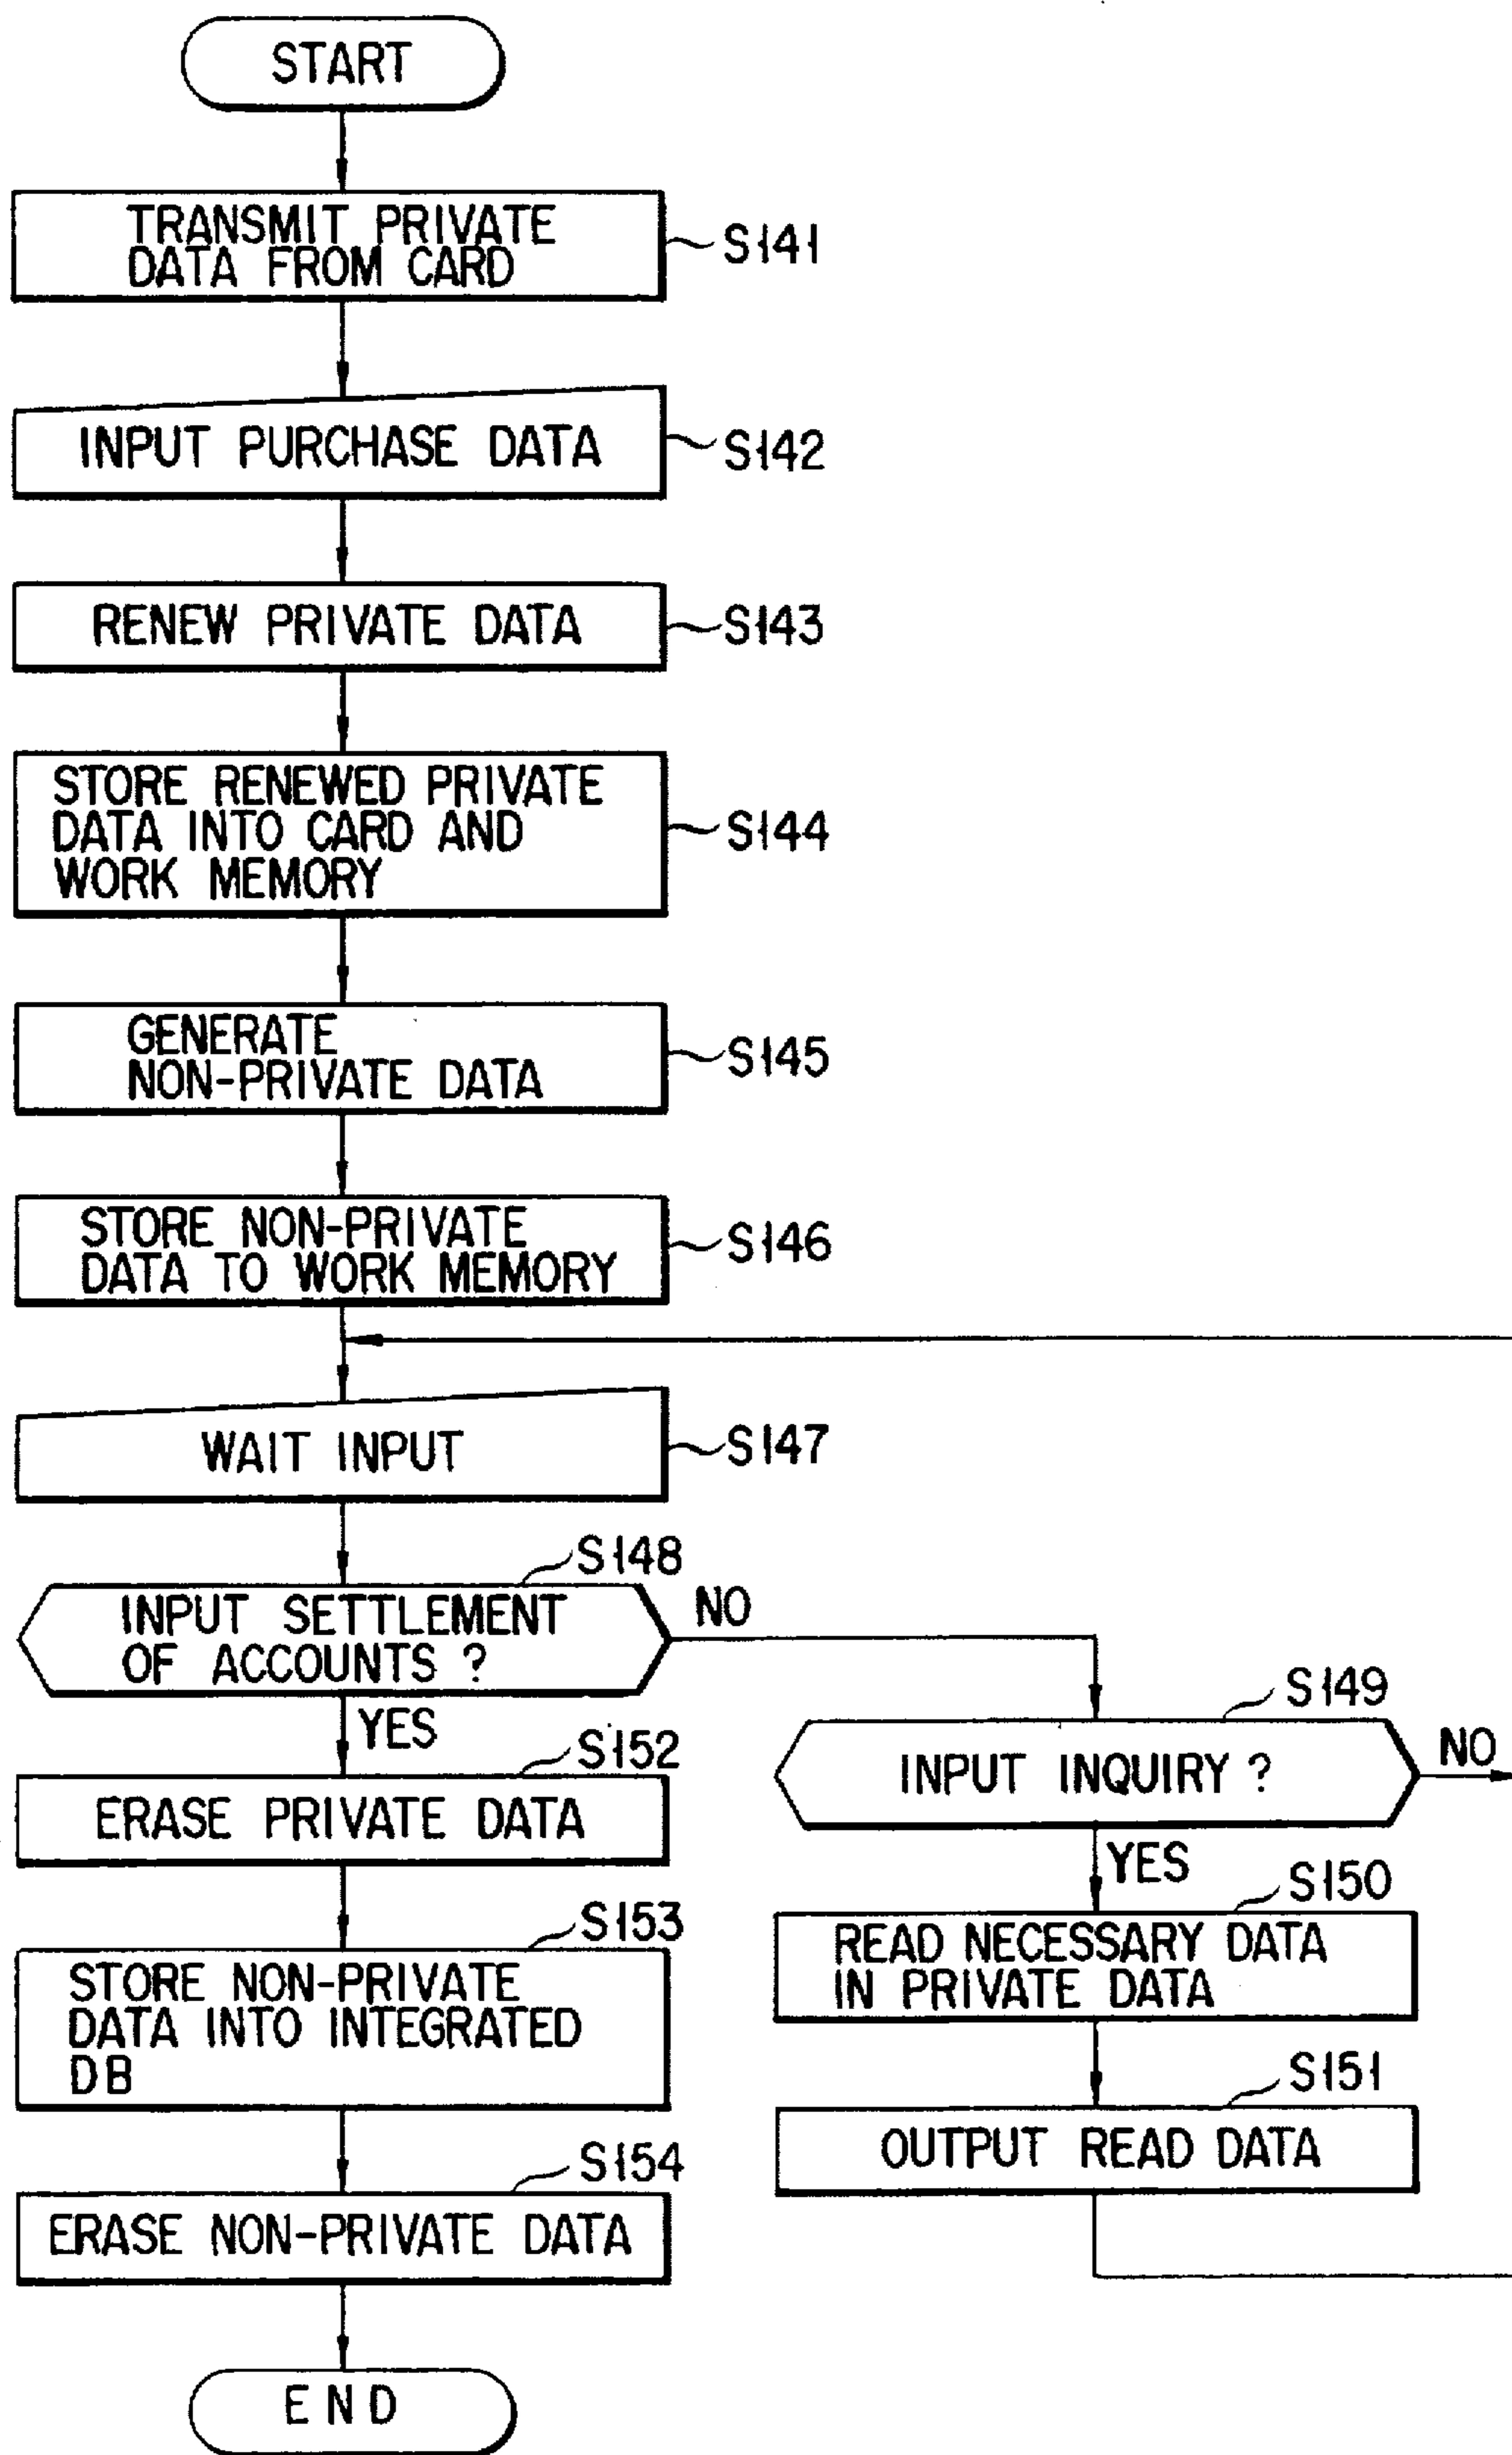 START
TRANSMIT PRIVATE
DATA FROM CARD
S141
INPUT PURCHASE DATA
S142
RENEW PRIVATE DATA
S143
STORE RENEWED PRIVATE
DATA INTO CARD AND
WORK MEMORY
S144
GENERATE
NON-PRIVATE DATA
S145
STORE NON-PRIVATE
DATA TO WORK MEMORY
S146
WAIT INPUT
S147
S148
INPUT SETTLEMENT
OF ACCOUNTS ?
NO
YES
S149
INPUT INQUIRY ?
NO
YES
S150
READ NECESSARY DATA
IN PRIVATE DATA
S151
OUTPUT READ DATA
S152
ERASE PRIVATE DATA
S153
STORE NON-PRIVATE
DATA INTO INTEGRATED
DB
S154
ERASE NON-PRIVATE DATA
END